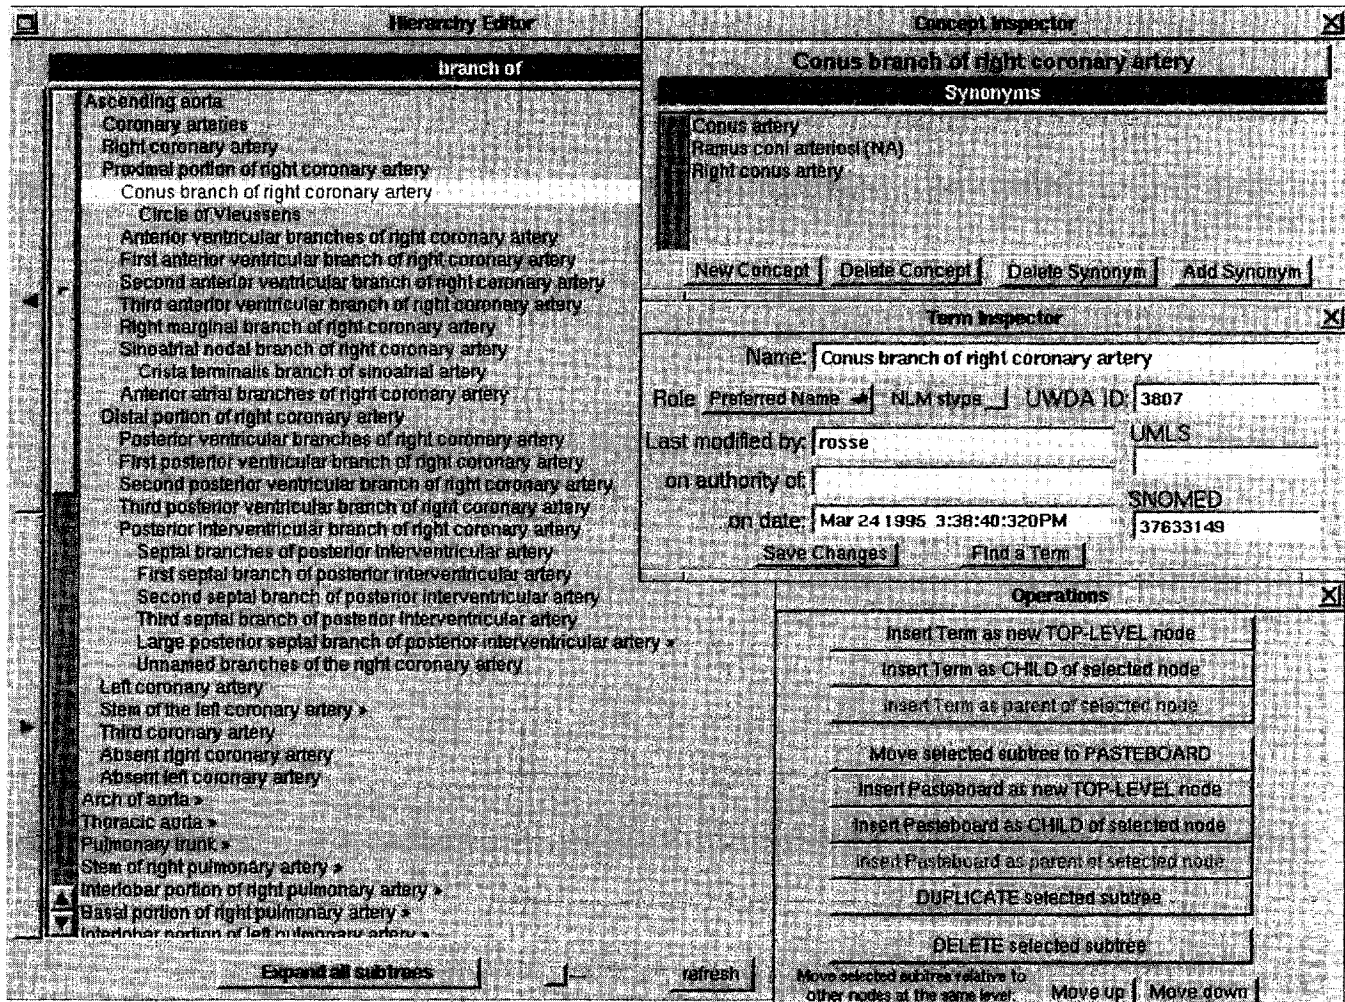 Hierarchy Editor
branch of
Ascending aorta
Coronary arteries
Right coronary artery
Proximal portion of right coronary artery
Conus branch of right coronary artery
Circle of Vieussens
Anterior ventricular branches of right coronary artery
First anterior ventricular branch of right coronary artery
Second anterior ventricular branch of right coronary artery
Third anterior ventricular branch of right coronary artery
Right marginal branch of right coronary artery
Sinoatrial nodal branch of right coronary artery
Crista terminalis branch of sinoatrial artery
Anterior atrial branches of right coronary artery
Distal portion of right coronary artery
Posterior ventricular branches of right coronary artery
First posterior ventricular branch of right coronary artery
Second posterior ventricular branch of right coronary artery
Third posterior ventricular branch of right coronary artery
Posterior interventricular branch of right coronary artery
Septal branches of posterior interventricular artery
First septal branch of posterior interventricular artery
Second septal branch of posterior interventricular artery
Third septal branch of posterior interventricular artery
Large posterior septal branch of posterior interventricular artery »
Unnamed branches of the right coronary artery
Left coronary artery
Stem of the left coronary artery »
Third coronary artery
Absent right coronary artery
Absent left coronary artery
Arch of aorta »
Thoracic aorta »
Pulmonary trunk »
Stem of right pulmonary artery »
Interlobar portion of right pulmonary artery »
Basal portion of right pulmonary artery »
Interlobar portion of left pulmonary artery »
Expand all subtrees
refresh
Concept Inspector
Conus branch of right coronary artery
Synonyms
Conus artery
Ramus coni arteriosi (NA)
Right conus artery
New Concept Delete Concept Delete Synonym Add Synonym
Term Inspector
Name: Conus branch of right coronary artery
Role Preferred Name NLM stype UWDA ID: 3807
Last modified by: rosse UMLS
on authority of:
SNOMED
on date: Mar 24 1995 3:38:40:320PM 37633149
Save Changes Find a Term
Operations
Insert Term as new TOP-LEVEL node
Insert Term as CHILD of selected node
Insert Term as parent of selected node
Move selected subtree to PASTEBOARD
Insert Pasteboard as new TOP-LEVEL node
Insert Pasteboard as CHILD of selected node
Insert Pasteboard as parent of selected node
DUPLICATE selected subtree
DELETE selected subtree
Move selected subtree relative to
other nodes at the same level: Move up Move down